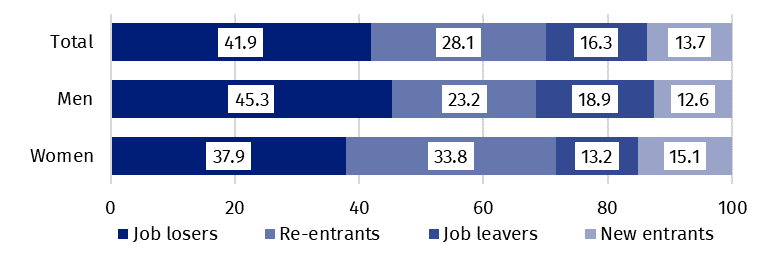 Total 41.9 28.1 16.3 13.7
Men 45.3 23.2 18.9 12.6
Women 37.9 33.8 13.2 15.1
0 20 40 60 80 100
Job losers Re-entrants Job leavers New entrants